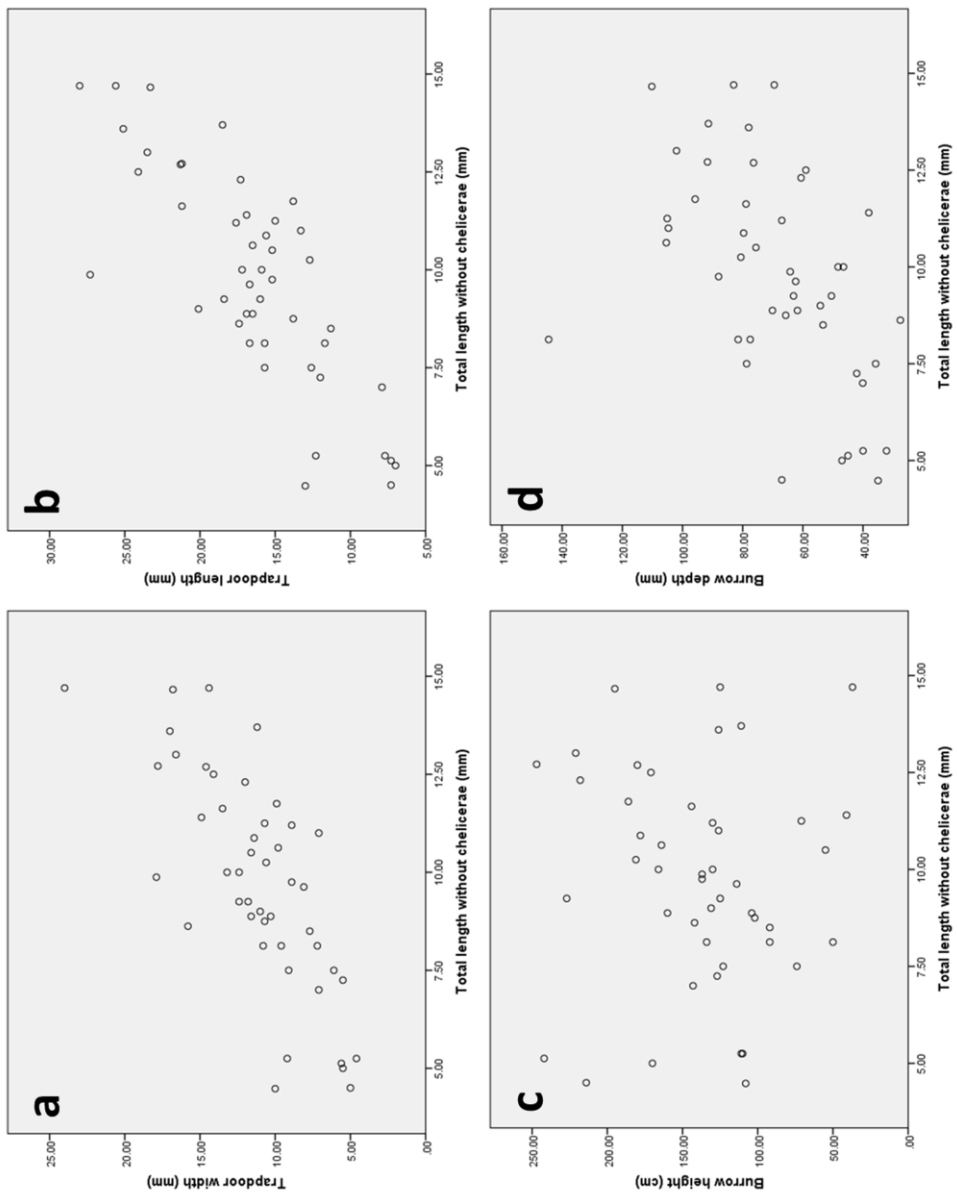 a
25.00
20.00
15.00
10.00
5.00
.00
Trapdoor width (mm)
5.00 7.50 10.00 12.50 15.00
Total length without chelicerae (mm)
b
30.00
25.00
20.00
15.00
10.00
5.00
Trapdoor length (mm)
5.00 7.50 10.00 12.50 15.00
Total length without chelicerae (mm)
c
250.00
200.00
150.00
100.00
50.00
.00
Burrow height (cm)
5.00 7.50 10.00 12.50 15.00
Total length without chelicerae (mm)
d
160.00
140.00
120.00
100.00
80.00
60.00
40.00
Burrow depth (mm)
5.00 7.50 10.00 12.50 15.00
Total length without chelicerae (mm)